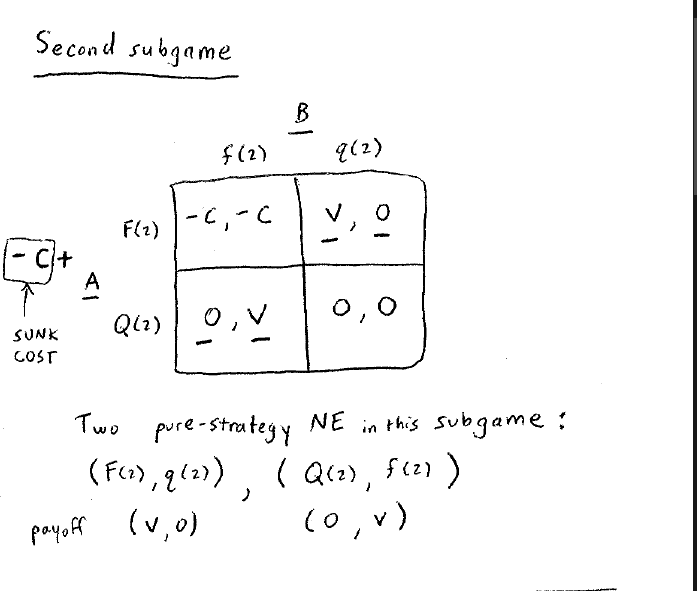 Second subgame
B
f(2) q(2)
F(2) -C, -C V, 0
-C +
A
Q(2) 0, V 0, 0
SUNK
COST
Two pure-strategy NE in this subgame:
(F(2), q(2)), (Q(2), f(2))
payoff (V, 0) (0, V)